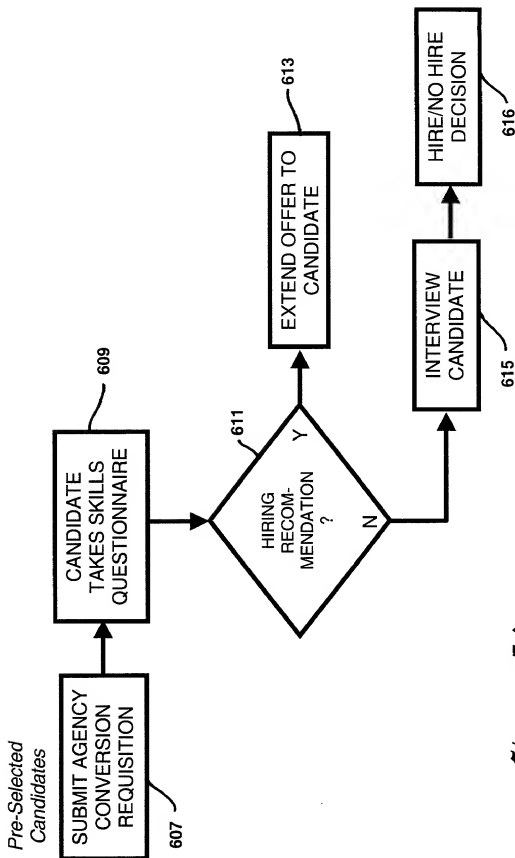 Pre-Selected
Candidates
SUBMIT AGENCY
CONVERSION
REQUISITION
607
CANDIDATE
TAKES SKILLS
QUESTIONNAIRE
609
HIRING
RECOM-
MENDATION
?
611
Y
N
EXTEND OFFER TO
CANDIDATE
613
INTERVIEW
CANDIDATE
615
HIRE/NO HIRE
DECISION
616